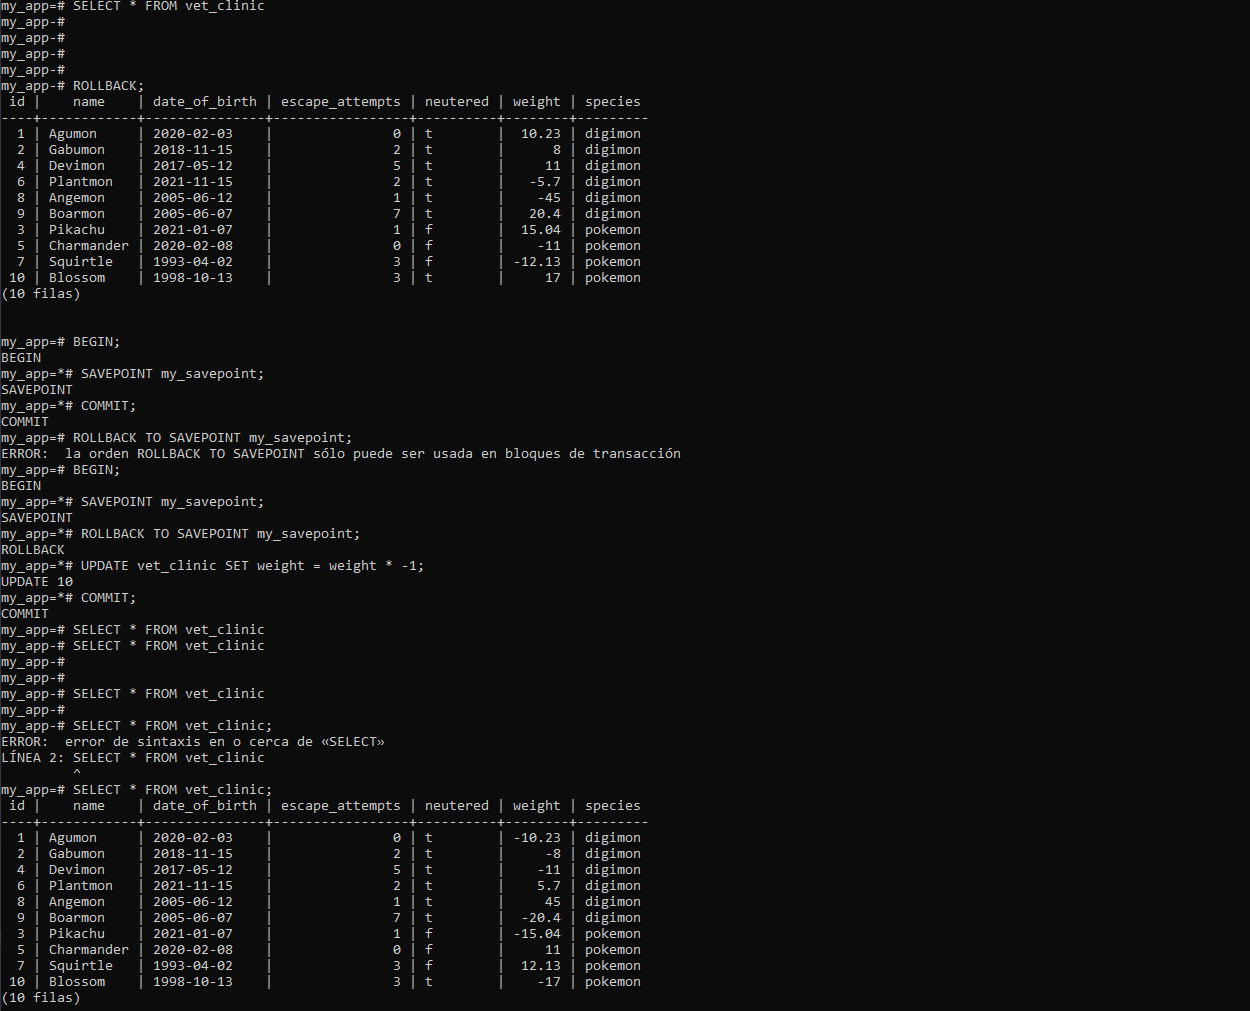 my_app=# SELECT * FROM vet_clinic
my_app-#
my_app-#
my_app-#
my_app-#
my_app-# ROLLBACK;
 id |    name    | date_of_birth | escape_attempts | neutered | weight | species
----+------------+---------------+-----------------+----------+--------+---------
  1 | Agumon     | 2020-02-03    |               0 | t        |  10.23 | digimon
  2 | Gabumon    | 2018-11-15    |               2 | t        |      8 | digimon
  4 | Devimon    | 2017-05-12    |               5 | t        |     11 | digimon
  6 | Plantmon   | 2021-11-15    |               2 | t        |   -5.7 | digimon
  8 | Angemon    | 2005-06-12    |               1 | t        |    -45 | digimon
  9 | Boarmon    | 2005-06-07    |               7 | t        |   20.4 | digimon
  3 | Pikachu    | 2021-01-07    |               1 | f        |  15.04 | pokemon
  5 | Charmander | 2020-02-08    |               0 | f        |    -11 | pokemon
  7 | Squirtle   | 1993-04-02    |               3 | f        | -12.13 | pokemon
 10 | Blossom    | 1998-10-13    |               3 | t        |     17 | pokemon
(10 filas)
my_app=# BEGIN;
BEGIN
my_app=*# SAVEPOINT my_savepoint;
SAVEPOINT
my_app=*# COMMIT;
COMMIT
my_app=# ROLLBACK TO SAVEPOINT my_savepoint;
ERROR:  la orden ROLLBACK TO SAVEPOINT sólo puede ser usada en bloques de transacción
my_app=# BEGIN;
BEGIN
my_app=*# SAVEPOINT my_savepoint;
SAVEPOINT
my_app=*# ROLLBACK TO SAVEPOINT my_savepoint;
ROLLBACK
my_app=*# UPDATE vet_clinic SET weight = weight * -1;
UPDATE 10
my_app=*# COMMIT;
COMMIT
my_app=# SELECT * FROM vet_clinic
my_app-# SELECT * FROM vet_clinic
my_app-#
my_app-#
my_app-# SELECT * FROM vet_clinic
my_app-#
my_app-# SELECT * FROM vet_clinic;
ERROR:  error de sintaxis en o cerca de «SELECT»
LÍNEA 2: SELECT * FROM vet_clinic
         ^
my_app=# SELECT * FROM vet_clinic;
 id |    name    | date_of_birth | escape_attempts | neutered | weight | species
----+------------+---------------+-----------------+----------+--------+---------
  1 | Agumon     | 2020-02-03    |               0 | t        | -10.23 | digimon
  2 | Gabumon    | 2018-11-15    |               2 | t        |     -8 | digimon
  4 | Devimon    | 2017-05-12    |               5 | t        |    -11 | digimon
  6 | Plantmon   | 2021-11-15    |               2 | t        |    5.7 | digimon
  8 | Angemon    | 2005-06-12    |               1 | t        |     45 | digimon
  9 | Boarmon    | 2005-06-07    |               7 | t        |  -20.4 | digimon
  3 | Pikachu    | 2021-01-07    |               1 | f        | -15.04 | pokemon
  5 | Charmander | 2020-02-08    |               0 | f        |     11 | pokemon
  7 | Squirtle   | 1993-04-02    |               3 | f        |  12.13 | pokemon
 10 | Blossom    | 1998-10-13    |               3 | t        |    -17 | pokemon
(10 filas)